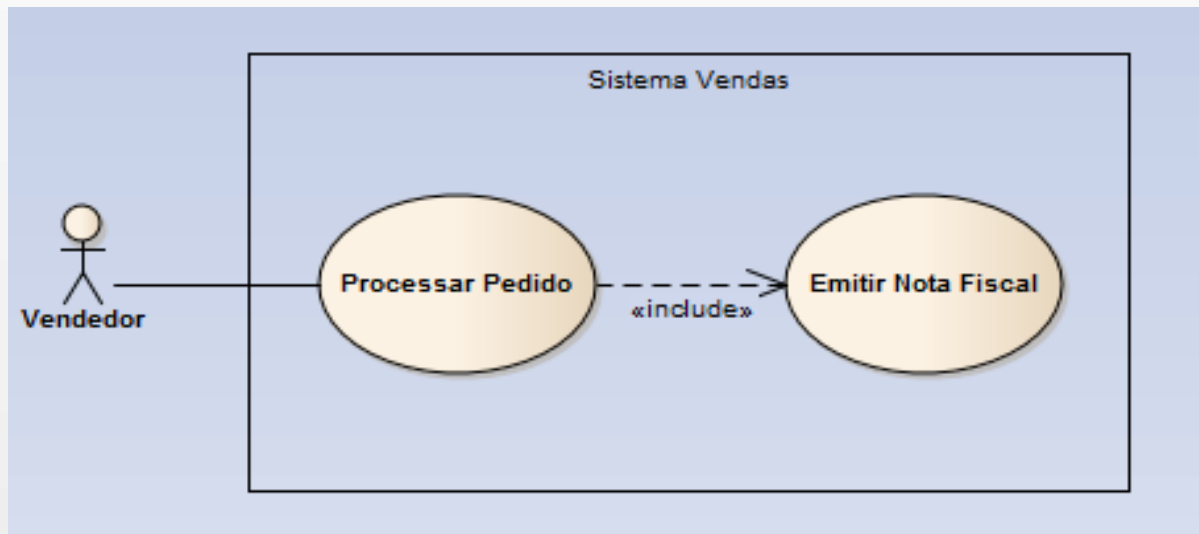 Sistema Vendas
Vendedor
Processar Pedido
«include»
Emitir Nota Fiscal